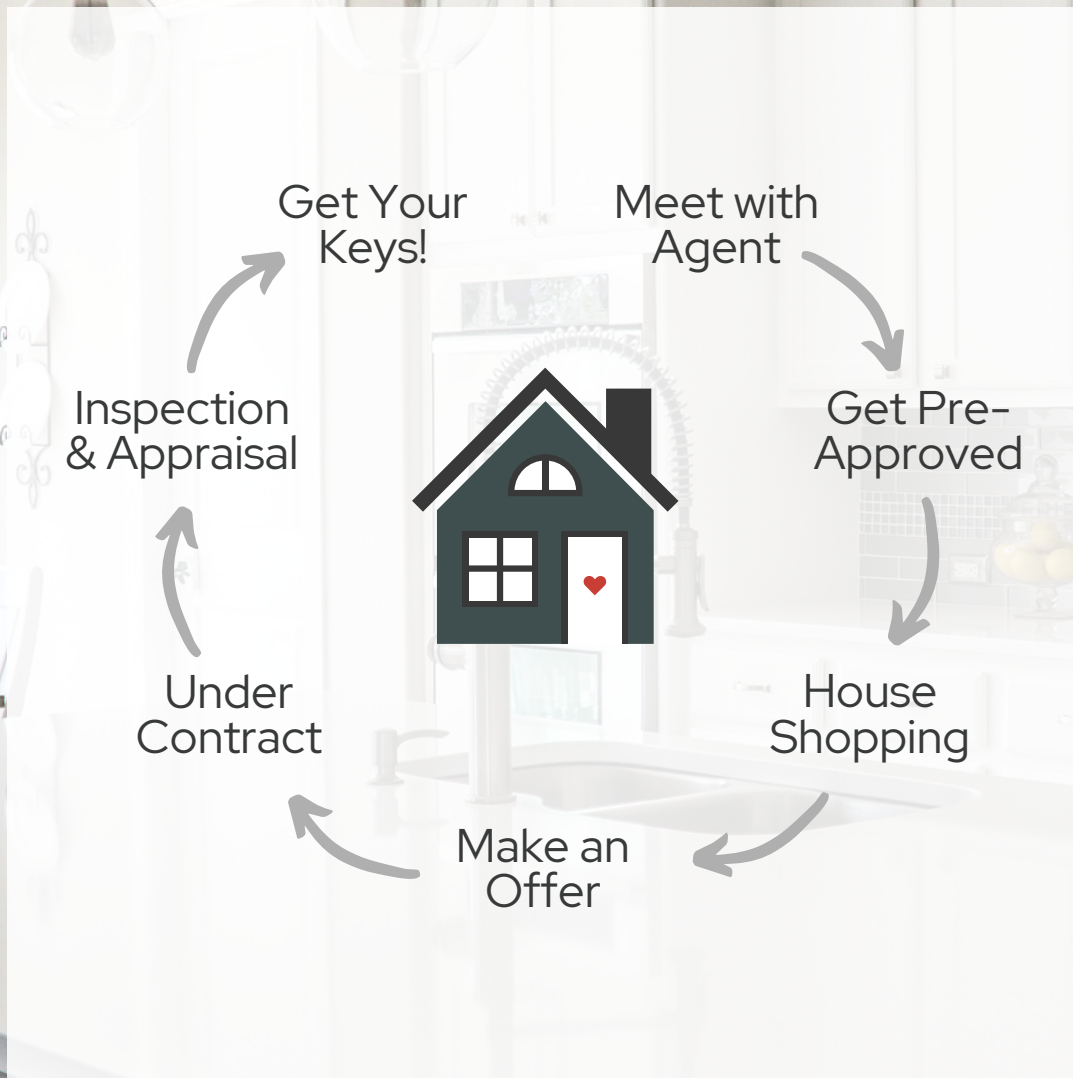 Meet with
Agent
Get Pre-
Approved
House
Shopping
Make an
Offer
Under
Contract
Inspection
& Appraisal
Get Your
Keys!